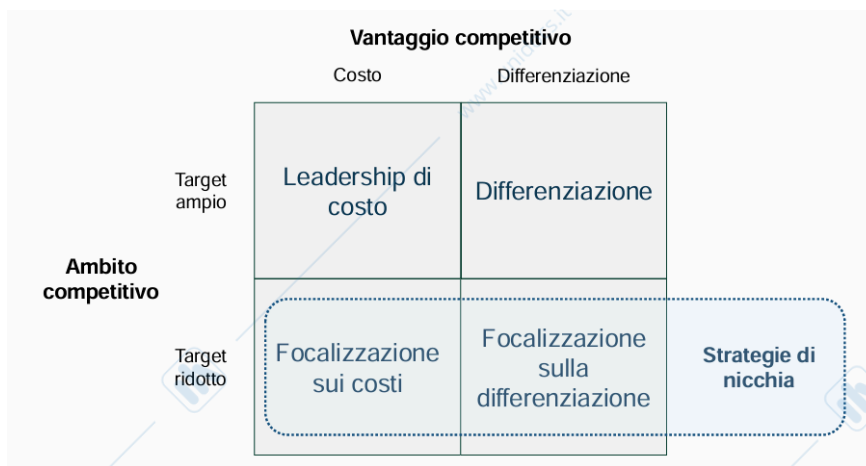 Vantaggio competitivo
Costo
Differenziazione
Target
ampio
Leadership di
costo
Differenziazione
Ambito
competitivo
Target
ridotto
Focalizzazione
sui costi
Focalizzazione
sulla
differenziazione
Strategie di
nicchia